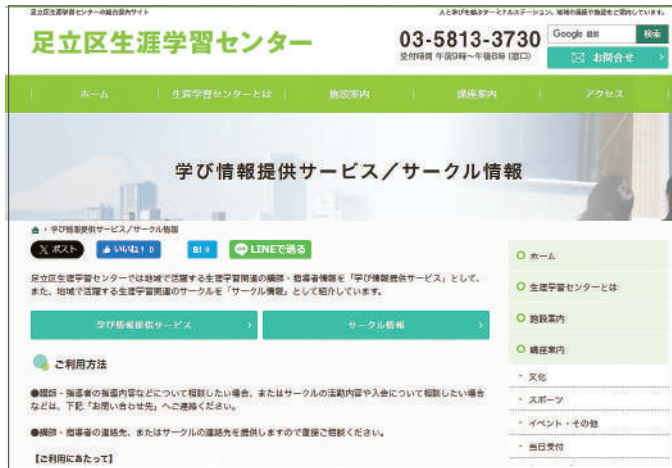 足立区生涯学習センターの総合案内サイト
人と学びを結ぶターミナルステーション、地域の講座や施設をご案内しています。
足立区生涯学習センター
03-5813-3730
受付時間 午前9時～午後8時 (窓口)
Google 検索
検索
お問合せ
ホーム
生涯学習センターとは
施設案内
講座案内
アクセス
学び情報提供サービス／サークル情報
学び情報提供サービス/サークル情報
ポスト
いいね! 0
B! 0
LINEで送る
足立区生涯学習センターでは地域で活躍する生涯学習関連の講師・指導者情報を「学び情報提供サービス」として、
また、地域で活躍する生涯学習関連のサークルを「サークル情報」として紹介しています。
学び情報提供サービス
サークル情報
ご利用方法
●講師・指導者の指導内容などについて相談したい場合、またはサークルの活動内容や入会について相談したい場合
などは、下記「お問い合わせ先」へご連絡ください。
●講師・指導者の連絡先、またはサークルの連絡先を提供しますので直接ご相談ください。
【ご利用にあたって】
ホーム
生涯学習センターとは
施設案内
講座案内
文化
スポーツ
イベント・その他
当日受付